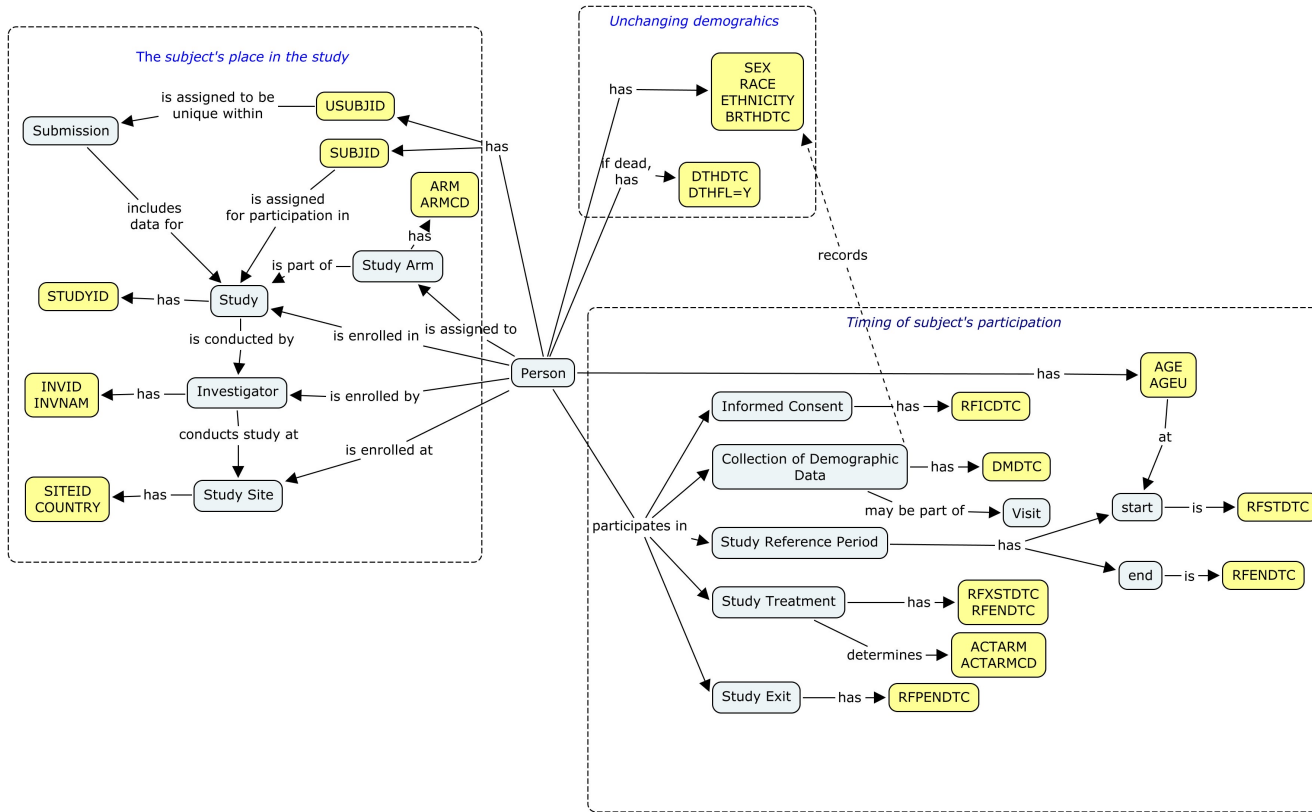 Unchanging demograhics
The subject's place in the study
SEX
RACE
ETHNICITY
BRTHDTC
has
is assigned to be
unique within
USUBJID
Submission
SUBJID
has
if dead,
has
DTHDTC
DTHFL=Y
ARM
ARMCD
is assigned
for participation in
includes
data for
has
records
is part of
Study Arm
STUDYID
has
Study
Timing of subject's participation
is enrolled in
is assigned to
is conducted by
Person
has
AGE
AGEU
INVID
INVNAM
has
Investigator
is enrolled by
Informed Consent
has
RFICDTC
conducts study at
is enrolled at
at
Collection of Demographic
Data
has
DMDTC
SITEID
COUNTRY
has
Study Site
may be part of
Visit
start
is
RFSTDTC
participates in
Study Reference Period
has
end
is
RFENDTC
Study Treatment
has
RFXSTDTC
RFENDTC
determines
ACTARM
ACTARMCD
Study Exit
has
RFPENDTC